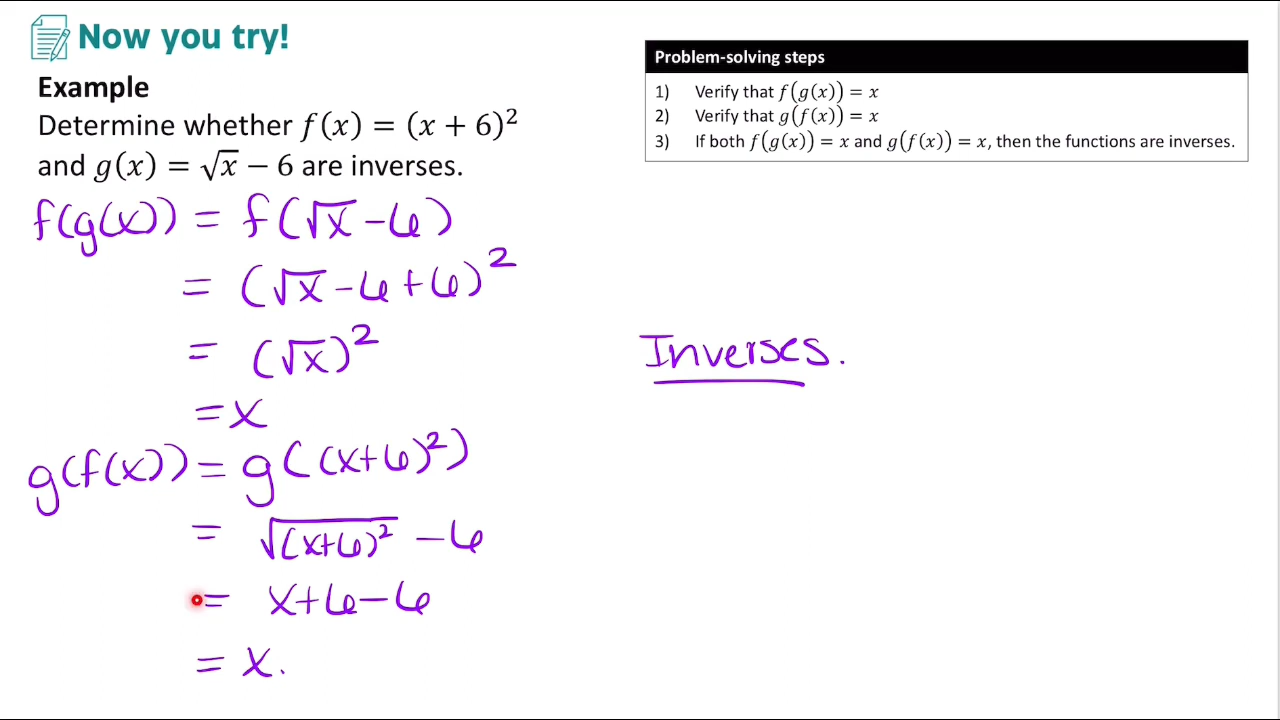 Now you try!
Example
Determine whether f(x) = (x + 6)²
and g(x) = √x − 6 are inverses.
f(g(x)) = f(√x − 6)
= (√x − 6 + 6)²
= (√x)²
= x
g(f(x)) = g((x+6)²)
= √(x+6)² − 6
= x+6−6
= x.
Problem-solving steps
1) Verify that f(g(x)) = x
2) Verify that g(f(x)) = x
3) If both f(g(x)) = x and g(f(x)) = x, then the functions are inverses.
Inverses.